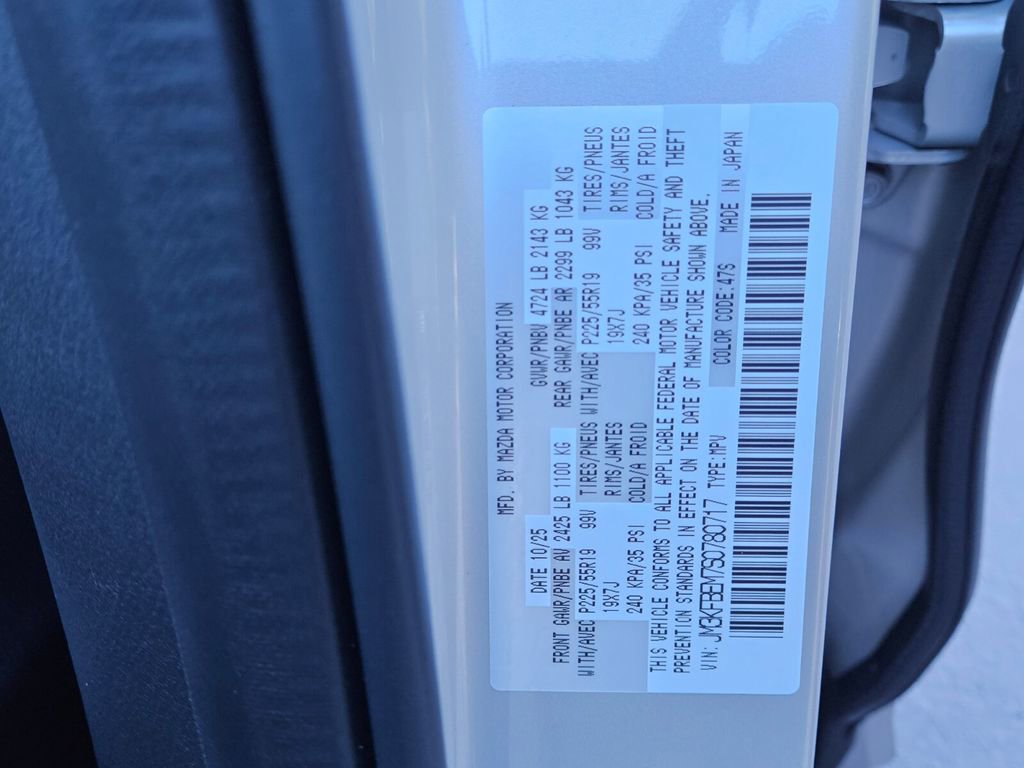 MFD. BY MAZDA MOTOR CORPORATION
DATE 10/25 GVWR/PNBV 4724 LB 2143 KG
FRONT GAWR/PNBE AV 2425 LB 1100 KG REAR GAWR/PNBE AR 2299 LB 1043 KG
WITH/AVEC P225/55R19 99V TIRES/PNEUS WITH/AVEC P225/55R19 99V TIRES/PNEUS
19X7J RIMS/JANTES 19X7J RIMS/JANTES
240 KPA/35 PSI COLD/A FROID 240 KPA/35 PSI COLD/A FROID
THIS VEHICLE CONFORMS TO ALL APPLICABLE FEDERAL MOTOR VEHICLE SAFETY AND THEFT
PREVENTION STANDARDS IN EFFECT ON THE DATE OF MANUFACTURE SHOWN ABOVE.
VIN: JM3KFBEM7S0780717 TYPE:MPV COLOR CODE:47S MADE IN JAPAN